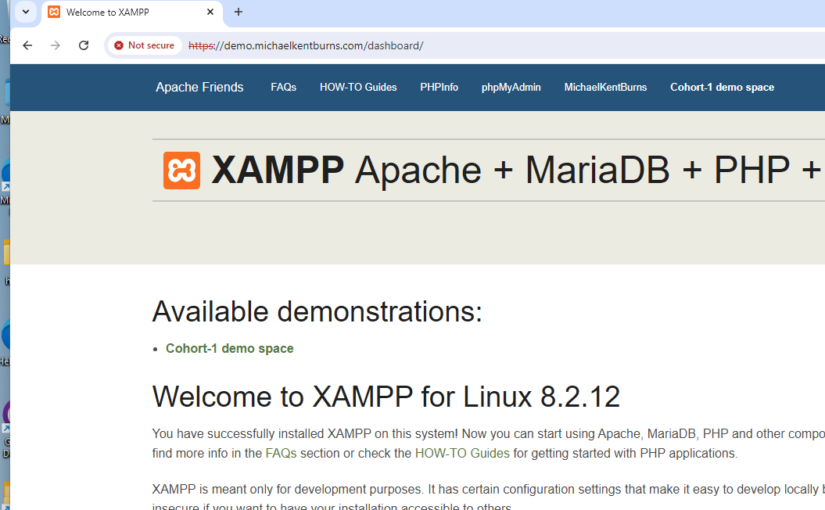 Welcome to XAMPP
Not secure https://demo.michaelkentburns.com/dashboard/
Apache Friends FAQs HOW-TO Guides PHPInfo phpMyAdmin MichaelKentBurns Cohort-1 demo space
XAMPP Apache + MariaDB + PHP +
Available demonstrations:
Cohort-1 demo space
Welcome to XAMPP for Linux 8.2.12
You have successfully installed XAMPP on this system! Now you can start using Apache, MariaDB, PHP and other compo
find more info in the FAQs section or check the HOW-TO Guides for getting started with PHP applications.
XAMPP is meant only for development purposes. It has certain configuration settings that make it easy to develop locally b
insecure if you want to have your installation accessible to others